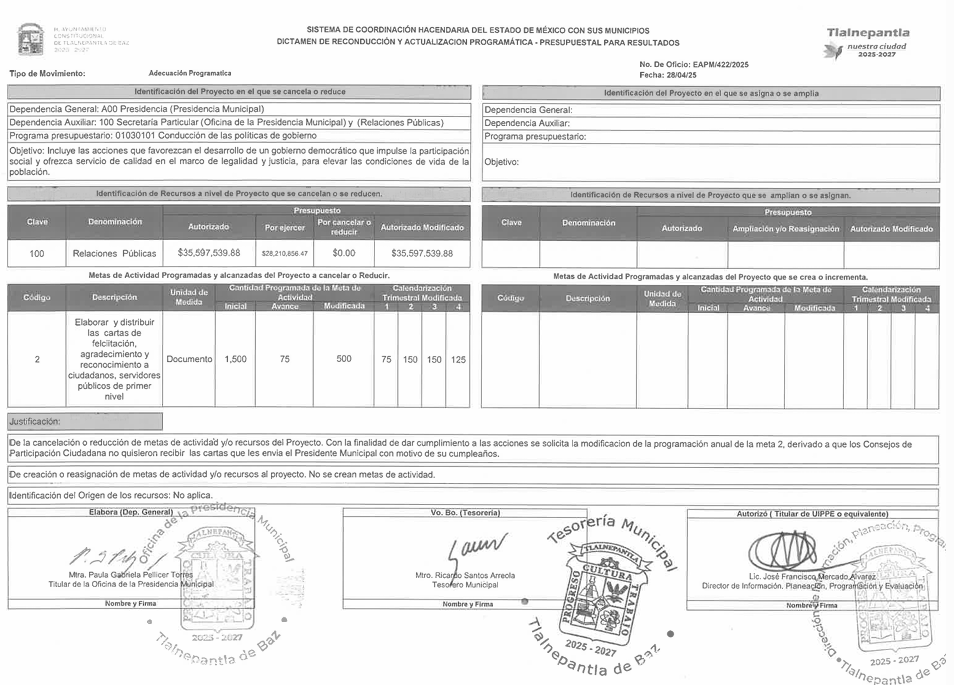 H. AYUNTAMIENTO
CONSTITUCIONAL
DE TLALNEPANTLA DE BAZ
2025 - 2027
SISTEMA DE COORDINACIÓN HACENDARIA DEL ESTADO DE MÉXICO CON SUS MUNICIPIOS
DICTAMEN DE RECONDUCCIÓN Y ACTUALIZACION PROGRAMÁTICA - PRESUPUESTAL PARA RESULTADOS
Tlalnepantla
nuestra ciudad
2025-2027
No. De Oficio: EAPM/422/2025
Fecha: 28/04/25
Tipo de Movimiento: Adecuación Programatica
Identificación del Proyecto en el que se cancela o reduce
Dependencia General: A00 Presidencia (Presidencia Municipal)
Dependencia Auxiliar: 100 Secretaría Particular (Oficina de la Presidencia Municipal) y (Relaciones Públicas)
Programa presupuestario: 01030101 Conducción de las políticas de gobierno
Objetivo: Incluye las acciones que favorezcan el desarrollo de un gobierno democrático que impulse la participación
social y ofrezca servicio de calidad en el marco de legalidad y justicia, para elevar las condiciones de vida de la
población.
Identificación del Proyecto en el que se asigna o se amplia
Dependencia General:
Dependencia Auxiliar:
Programa presupuestario:
Objetivo:
Identificación de Recursos a nivel de Proyecto que se cancelan o se reducen.
Clave Denominación Presupuesto
Autorizado Por ejercer Por cancelar o reducir Autorizado Modificado
100 Relaciones Públicas $35,597,539.88 $28,210,856.47 $0.00 $35,597,539.88
Identificación de Recursos a nivel de Proyecto que se amplian o se asignan.
Clave Denominación Presupuesto
Autorizado Ampliación y/o Reasignación Autorizado Modificado
Metas de Actividad Programadas y alcanzadas del Proyecto a cancelar o Reducir.
Código Descripción Unidad de Medida Cantidad Programada de la Meta de Actividad Calendarización Trimestral Modificada
Inicial Avance Modificada 1 2 3 4
Elaborar y distribuir
las cartas de
felciitación,
agradecimiento y
reconocimiento a
ciudadanos, servidores
públicos de primer
nivel
2 Documento 1,500 75 500 75 150 150 125
Metas de Actividad Programadas y alcanzadas del Proyecto que se crea o incrementa.
Código Descripción Unidad de Medida Cantidad Programada de la Meta de Actividad Calendarización Trimestral Modificada
Inicial Avance Modificada 1 2 3 4
Justificación:
De la cancelación o reducción de metas de actividad y/o recursos del Proyecto. Con la finalidad de dar cumplimiento a las acciones se solicita la modificación de la programación anual de la meta 2, derivado a que los Consejos de
Participación Ciudadana no quisieron recibir las cartas que les envia el Presidente Municipal con motivo de su cumpleaños.
De creación o reasignación de metas de actividad y/o recursos al proyecto. No se crean metas de actividad.
Identificación del Origen de los recursos: No aplica.
Elabora (Dep. General)
Mtra. Paula Gabriela Pellicer Torres
Titular de la Oficina de la Presidencia Municipal
Nombre y Firma
Oficina de la Presidencia Municipal
TLALNEPANTLA
CULTURA
TRABAJO
2025 - 2027
Tlalnepantla de Baz
Vo. Bo. (Tesorería)
Mtro. Ricardo Santos Arreola
Tesorero Municipal
Nombre y Firma
Tesorería Municipal
TLALNEPANTLA
CULTURA
PROGRESO
TRABAJO
2025 - 2027
Tlalnepantla de Baz
Autorizó ( Titular de UIPPE o equivalente)
Lic. José Francisco Mercado Alvarez
Director de Información, Planeación, Programación y Evaluación
Nombre y Firma
2025 - 2027
Tlalnepantla de Ba